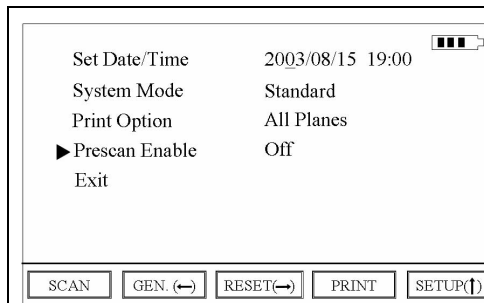 Set Date/Time 2003/08/15 19:00
System Mode Standard
Print Option All Planes
▶Prescan Enable Off
Exit
SCAN GEN. (←) RESET(→) PRINT SETUP(↑)